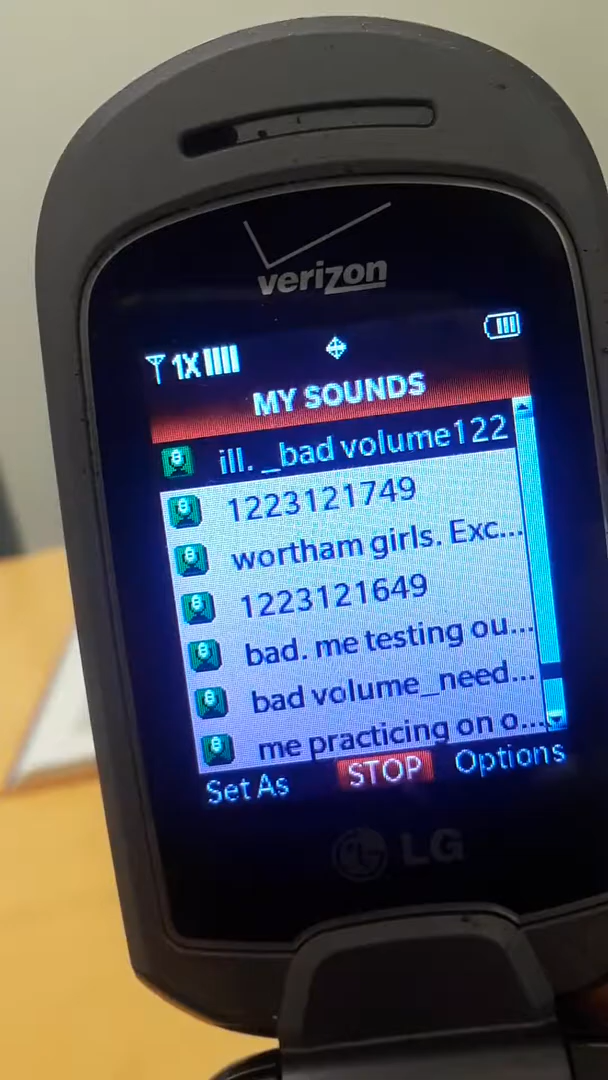 verizon
1X
MY SOUNDS
ill. _bad volume122
1223121749
wortham girls. Exc...
1223121649
bad. me testing ou...
bad volume_need...
me practicing on o...
Set As STOP Options
LG